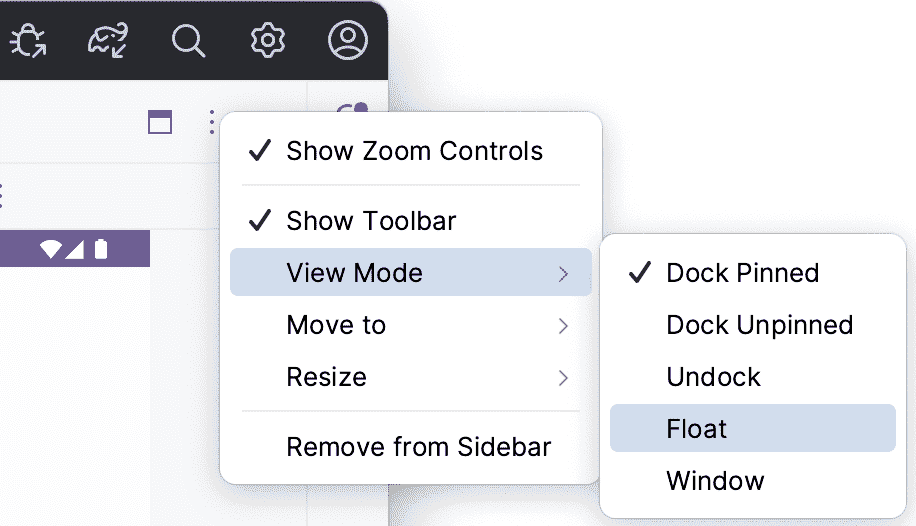 Show Zoom Controls
Show Toolbar
View Mode
Move to
Resize
Remove from Sidebar
Dock Pinned
Dock Unpinned
Undock
Float
Window